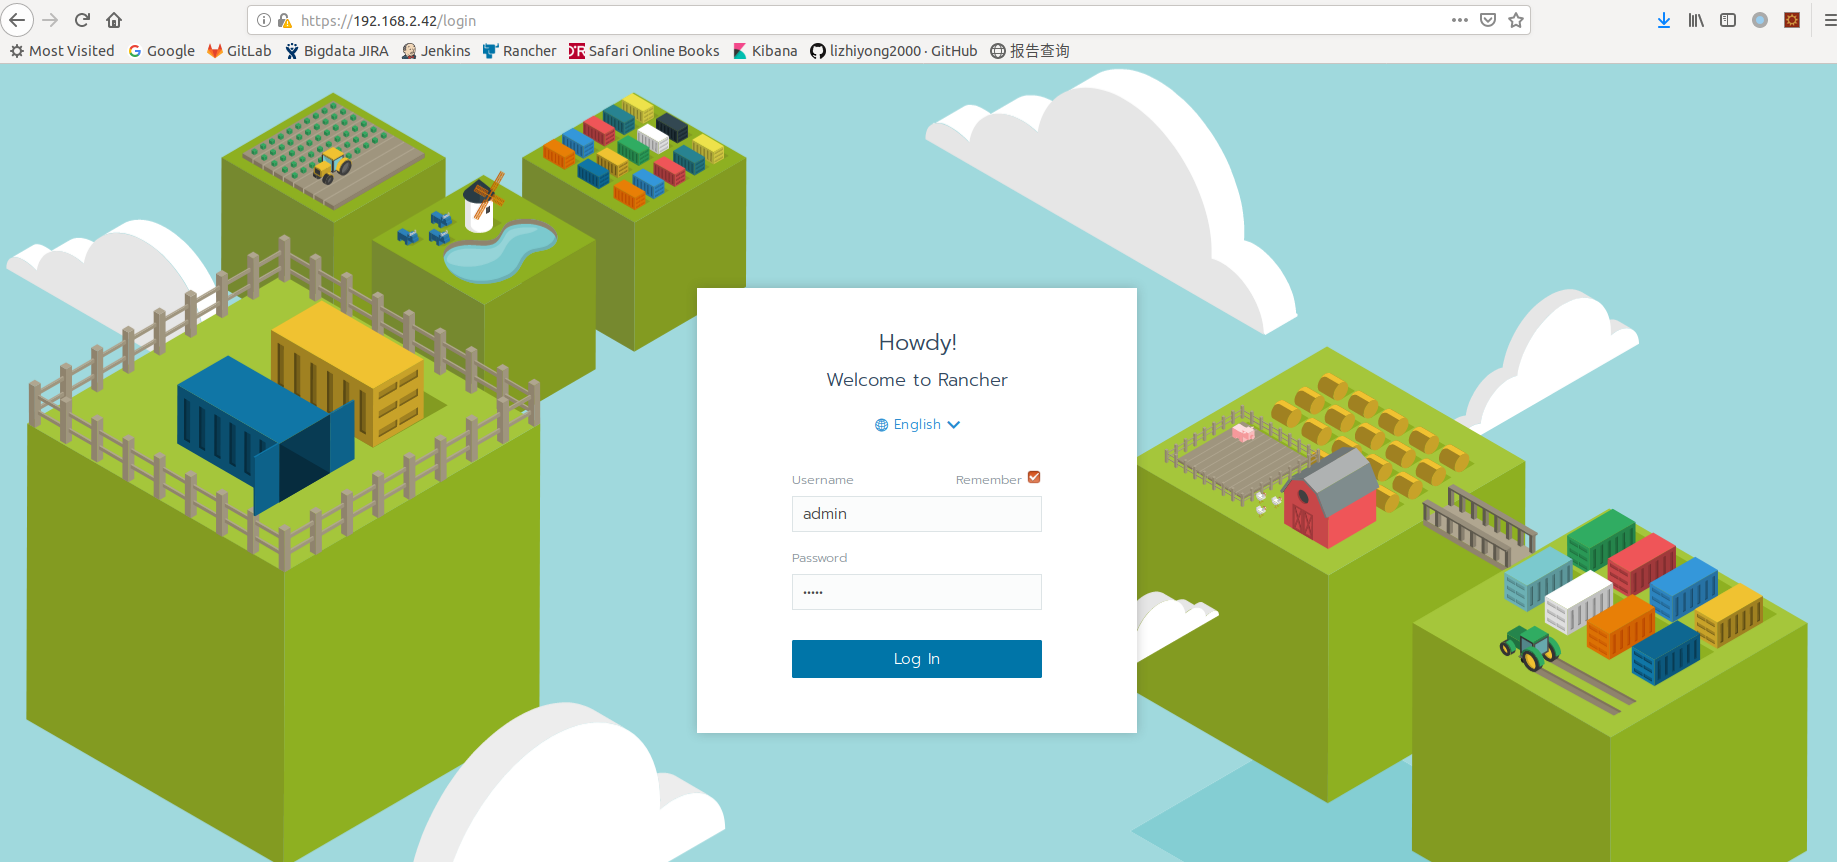 https://192.168.2.42/login
Most Visited Google GitLab Bigdata JIRA Jenkins Rancher Safari Online Books Kibana lizhiyong2000 · GitHub 报告查询
Howdy!
Welcome to Rancher
English
Username Remember
admin
Password
•••••
Log In